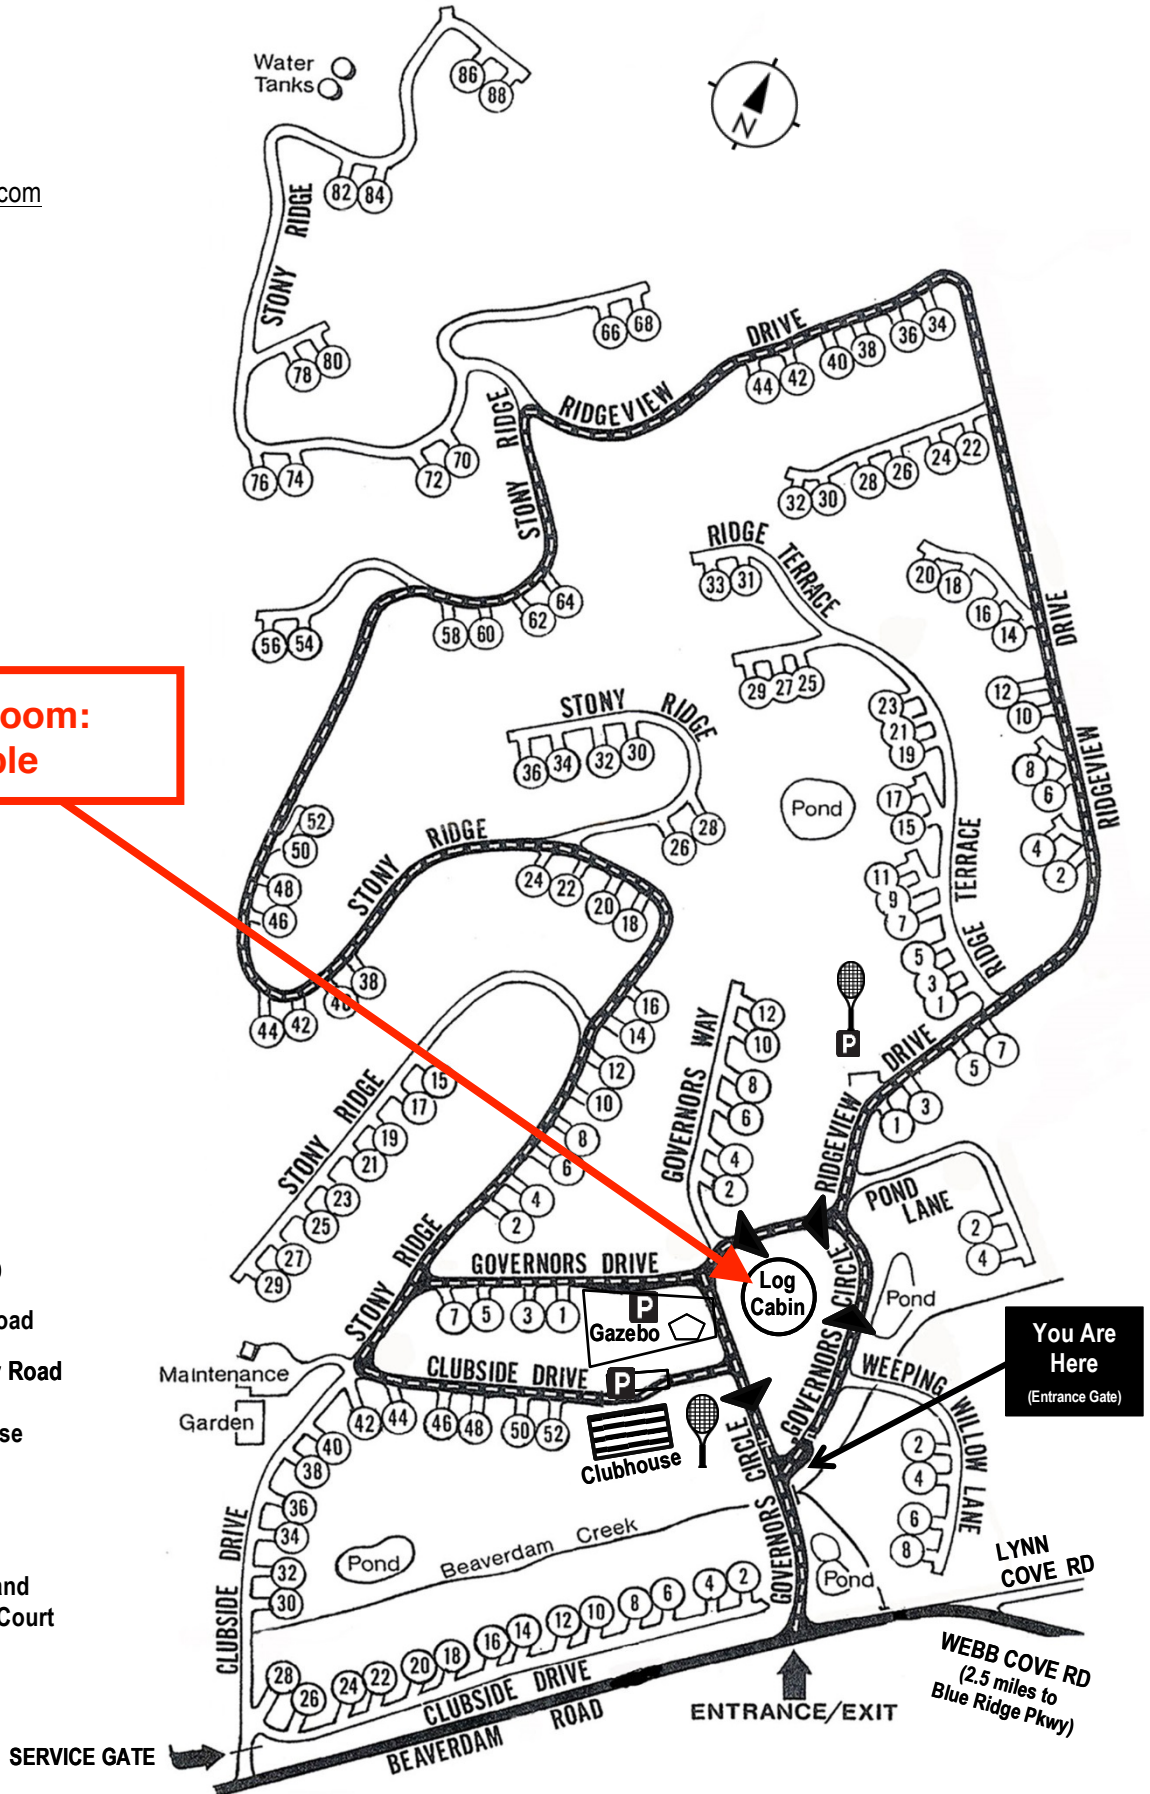 Water
Tanks
86
88
N
com
82
84
STONY RIDGE
78
80
66
68
RIDGEVIEW DRIVE
44
42
40
38
36
34
76
74
72
70
STONY RIDGE
32
30
28
26
24
22
RIDGE TERRACE
33
31
20
18
16
14
DRIVE
56
54
58
60
62
64
29
27
25
12
10
8
6
4
2
RIDGEVIEW
23
21
19
17
15
11
9
7
5
3
1
RIDGE TERRACE
oom:
ble
STONY RIDGE
36
34
32
30
28
26
Pond
52
50
48
46
STONY RIDGE
24
22
20
18
44
42
40
38
16
14
12
10
8
6
4
2
STONY RIDGE
15
17
19
21
23
25
27
29
GOVERNORS WAY
12
10
8
6
4
2
P
RIDGEVIEW DRIVE
7
5
3
1
POND
LANE
2
4
STONY RIDGE
GOVERNORS DRIVE
7
5
3
1
P
Gazebo
Log
Cabin
GOVERNORS CIRCLE
Pond
)
oad
y Road
se
and
Court
You Are
Here
(Entrance Gate)
Maintenance
Garden
CLUBSIDE DRIVE
P
42
44
46
48
50
52
Clubhouse
GOVERNORS CIRCLE
WEEPING WILLOW LANE
2
4
6
8
40
38
36
34
32
30
CLUBSIDE DRIVE
Pond
Beaverdam Creek
Pond
LYNN
COVE RD
28
26
24
22
20
18
16
14
12
10
8
6
4
2
CLUBSIDE DRIVE
BEAVERDAM ROAD
ENTRANCE/EXIT
WEBB COVE RD
(2.5 miles to
Blue Ridge Pkwy)
SERVICE GATE